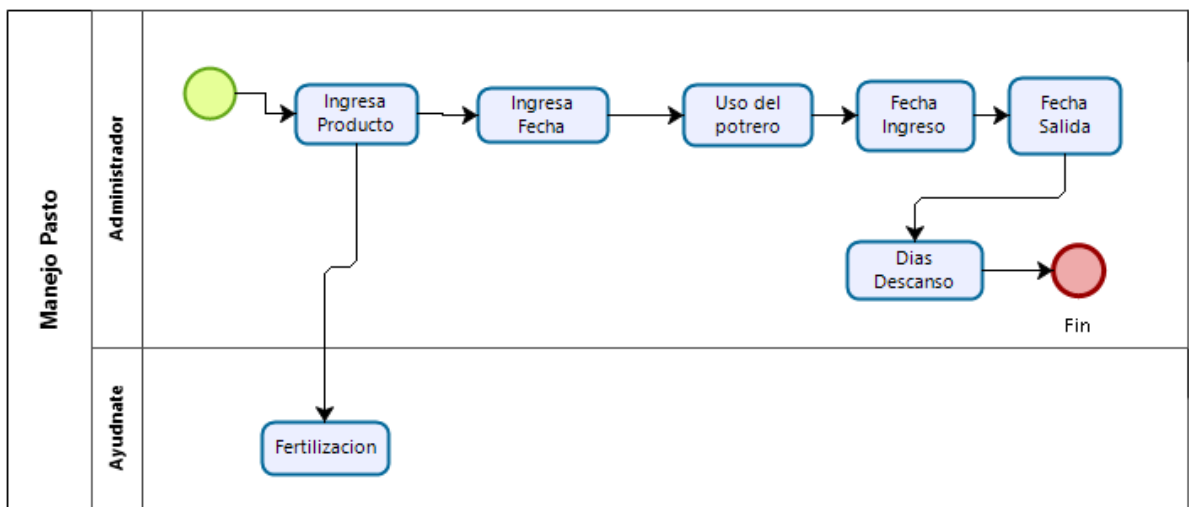 Manejo Pasto
Administrador
Ingresa
Producto
Ingresa
Fecha
Uso del
potrero
Fecha
Ingreso
Fecha
Salida
Dias
Descanso
Fin
Ayudnate
Fertilizacion